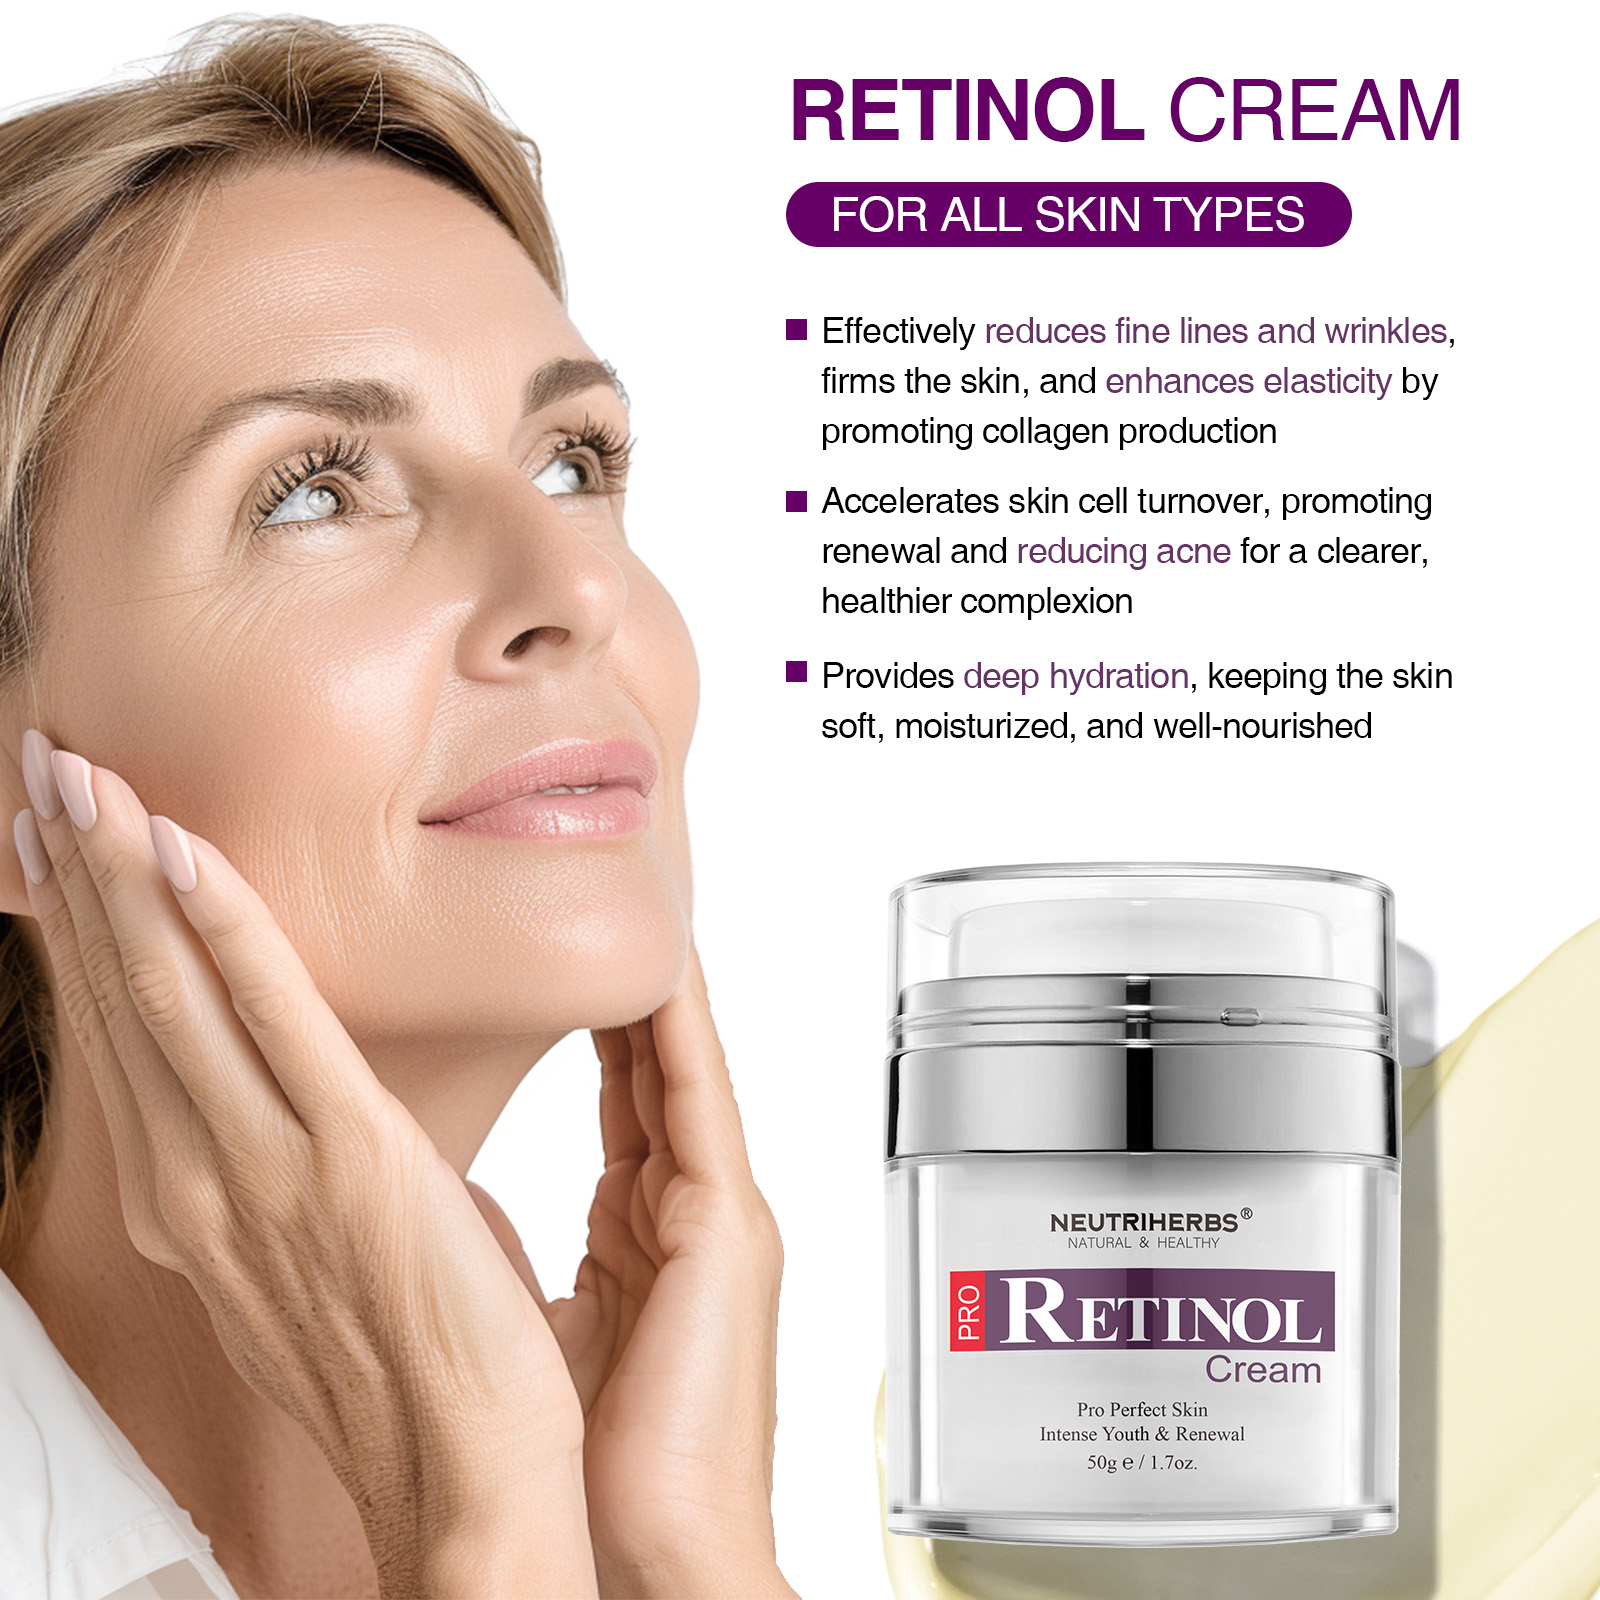 RETINOL CREAM
FOR ALL SKIN TYPES
Effectively reduces fine lines and wrinkles,
firms the skin, and enhances elasticity by
promoting collagen production
Accelerates skin cell turnover, promoting
renewal and reducing acne for a clearer,
healthier complexion
Provides deep hydration, keeping the skin
soft, moisturized, and well-nourished
NEUTRIHERBS®
NATURAL & HEALTHY
PRO RETINOL
Cream
Pro Perfect Skin
Intense Youth & Renewal
50g ℮ / 1.7oz.